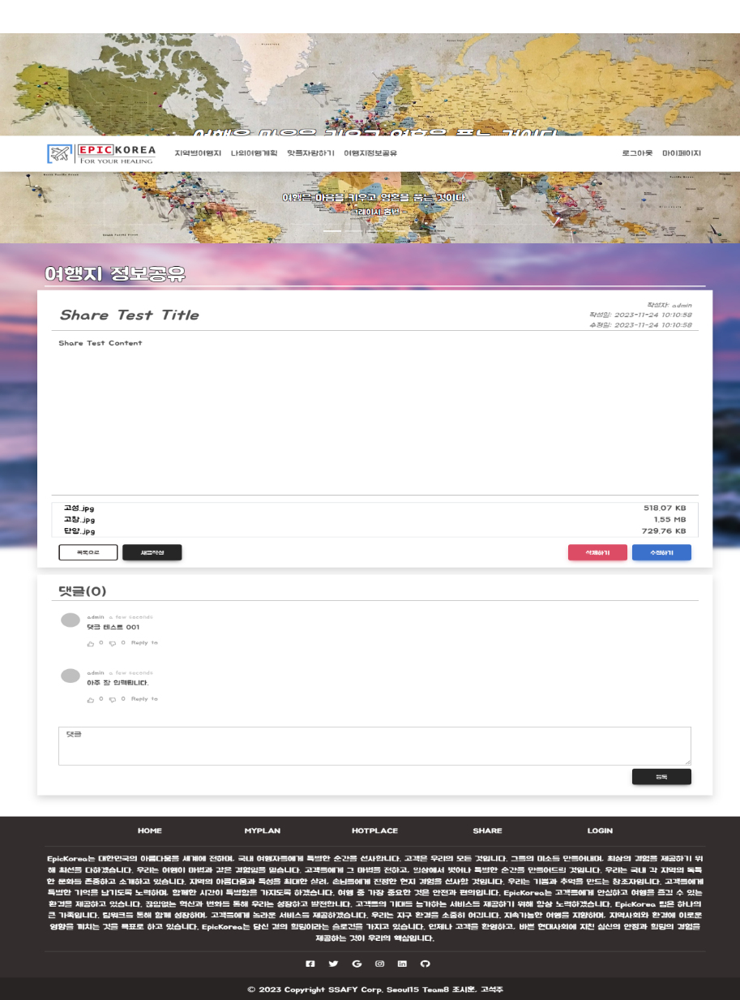 여행은 마음을 키우고 영혼을 품는 것이다.
EPIC KOREA
FOR YOUR HEALING
지역별여행지 나의여행계획 핫플자랑하기 여행지정보공유
로그아웃 마이페이지
여행은 마음을 키우고 영혼을 품는 것이다.
여행지 정보공유
Share Test Title
작성자: admin
작성일: 2023-11-24 10:10:58
수정일: 2023-11-24 10:10:58
Share Test Content
고성.jpg 518.07 KB
고창.jpg 1.55 MB
단양.jpg 729.76 KB
목록으로 새글작성 삭제하기 수정하기
댓글(0)
admin a few seconds
댓글 테스트 001
0 0 Reply to
admin a few seconds
아주 잘 입력됩니다.
0 0 Reply to
댓글
등록
HOME MYPLAN HOTPLACE SHARE LOGIN
EpicKorea는 대한민국의 아름다움을 세계에 전하며, 국내 여행자들에게 특별한 순간을 선사합니다. 고객은 우리의 모든 것입니다. 그들의 미소를 만들어내며, 최상의 경험을 제공하기 위
해 최선을 다하겠습니다. 우리는 여행이 마법과 같은 경험임을 믿습니다. 고객들에게 그 마법을 전하고, 일상에서 벗어나 특별한 순간을 만들어드릴 것입니다. 우리는 국내 각 지역의 독특
한 문화를 존중하고 소개하고 있습니다. 지역의 아름다움과 특성을 최대한 살려, 손님들에게 진정한 현지 경험을 선사할 것입니다. 우리는 기쁨과 추억을 만드는 창조자입니다. 고객들에게
특별한 기억을 남기도록 노력하며, 함께한 시간이 특별함을 가지도록 하겠습니다. 여행 중 가장 중요한 것은 안전과 편의입니다. EpicKorea는 고객들에게 안심하고 여행을 즐길 수 있는
환경을 제공하고 있습니다. 끊임없는 혁신과 변화를 통해 우리는 성장하고 발전합니다. 고객들의 기대를 능가하는 서비스를 제공하기 위해 항상 노력하겠습니다. EpicKorea 팀은 하나의
큰 가족입니다. 팀워크를 통해 함께 성장하며, 고객들에게 놀라운 서비스를 제공하겠습니다. 우리는 지구 환경을 소중히 여깁니다. 지속가능한 여행을 지향하며, 지역사회와 환경에 이로운
영향을 끼치는 것을 목표로 하고 있습니다. EpicKorea는 당신 곁의 힐링이라는 슬로건을 가지고 있습니다. 언제나 고객을 환영하고, 바쁜 현대사회에 지친 심신의 안정과 힐링의 경험을
제공하는 것이 우리의 핵심입니다.
© 2023 Copyright SSAFY Corp. Seoul15 Team8 조시훈, 고석주